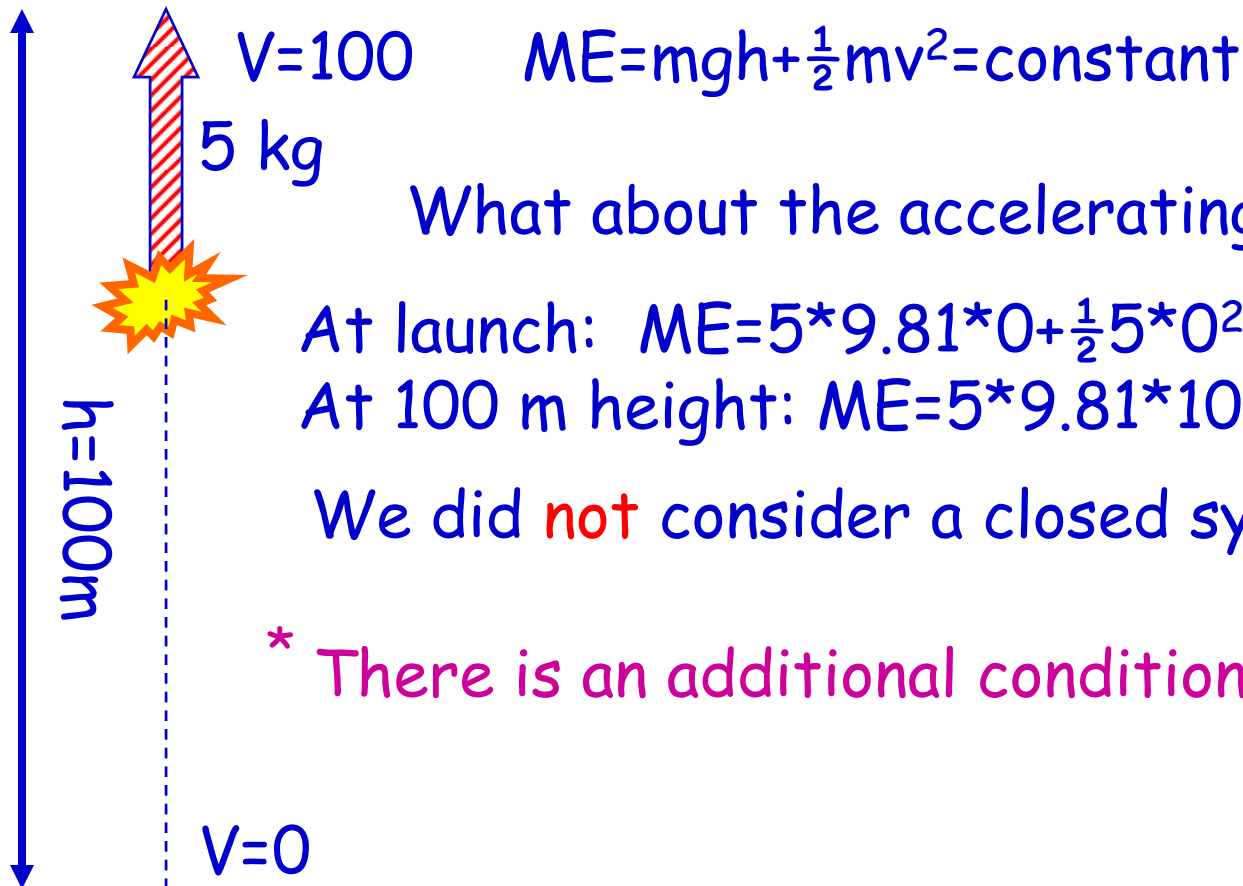 V=100 ME=mgh+½mv²=constant
5 kg
What about the accelerating
At launch: ME=5*9.81*0+½5*0²
At 100 m height: ME=5*9.81*10
h=100m
We did not consider a closed sy
* There is an additional condition
V=0